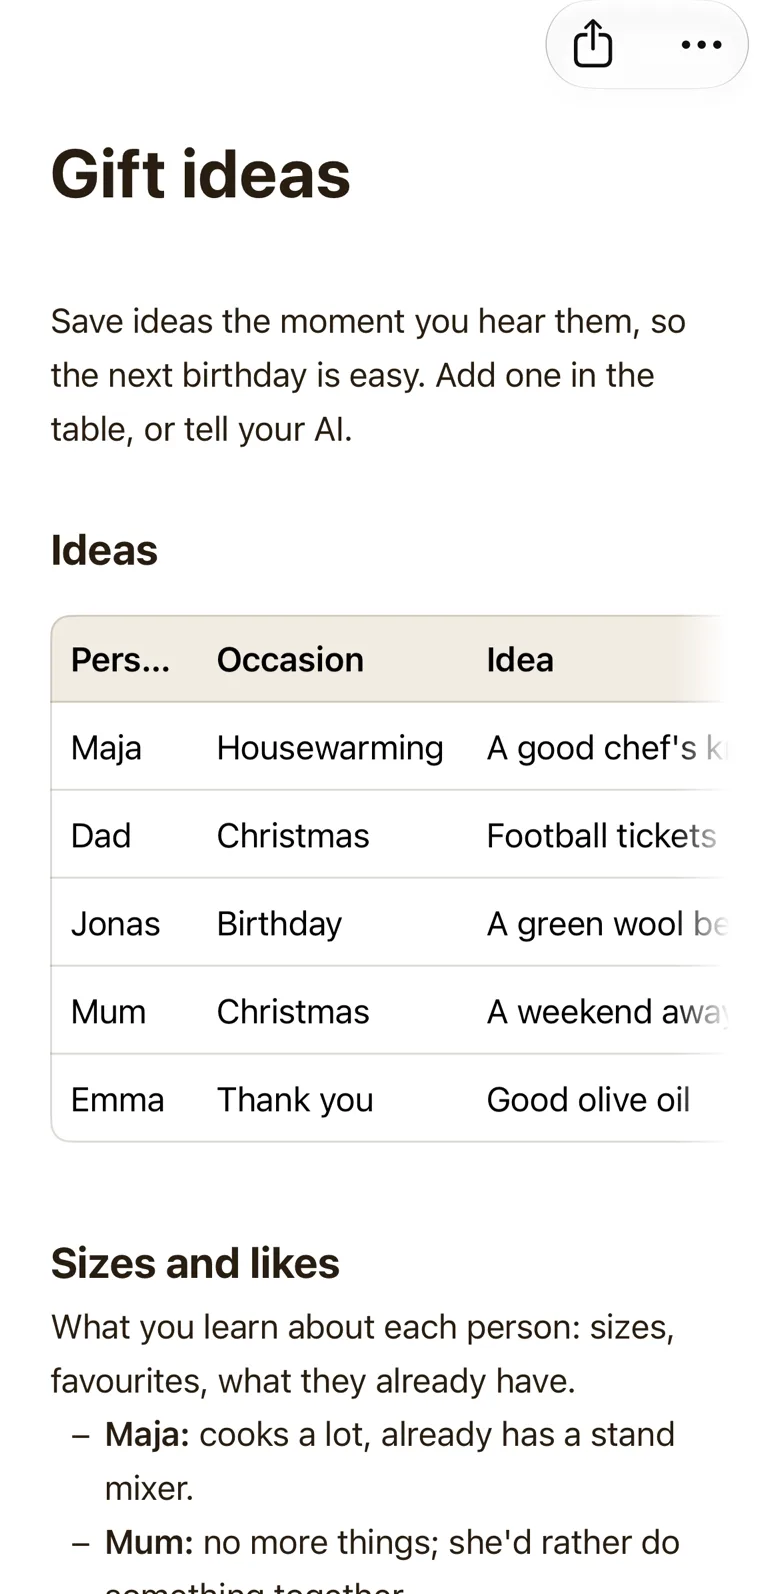 Gift ideas
Save ideas the moment you hear them, so
the next birthday is easy. Add one in the
table, or tell your AI.
Ideas
Pers... Occasion Idea
Maja Housewarming A good chef's
Dad Christmas Football tickets
Jonas Birthday A green wool
Mum Christmas A weekend away
Emma Thank you Good olive oil
Sizes and likes
What you learn about each person: sizes,
favourites, what they already have.
– Maja: cooks a lot, already has a stand
mixer.
– Mum: no more things; she'd rather do
something together